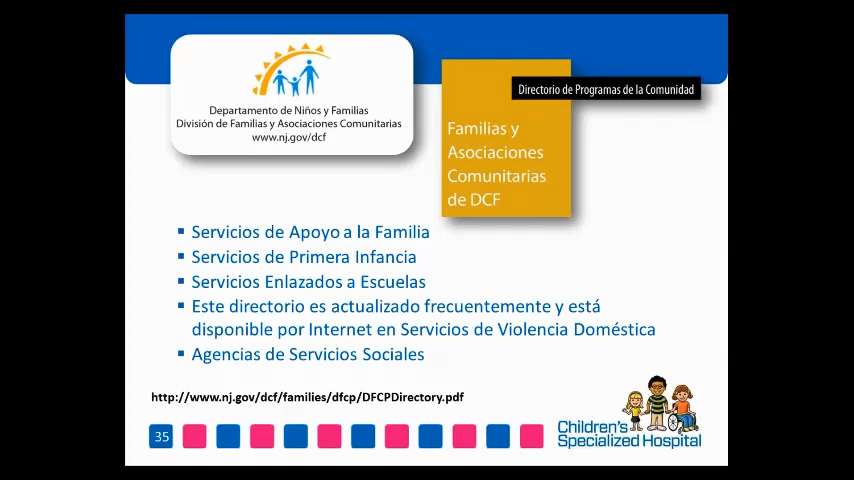 Departamento de Niños y Familias
División de Familias y Asociaciones Comunitarias
www.nj.gov/dcf
Directorio de Programas de la Comunidad
Familias y
Asociaciones
Comunitarias
de DCF
Servicios de Apoyo a la Familia
Servicios de Primera Infancia
Servicios Enlazados a Escuelas
Este directorio es actualizado frecuentemente y está
disponible por Internet en Servicios de Violencia Doméstica
Agencias de Servicios Sociales
http://www.nj.gov/dcf/families/dfcp/DFCPDirectory.pdf
35
Children's
Specialized Hospital